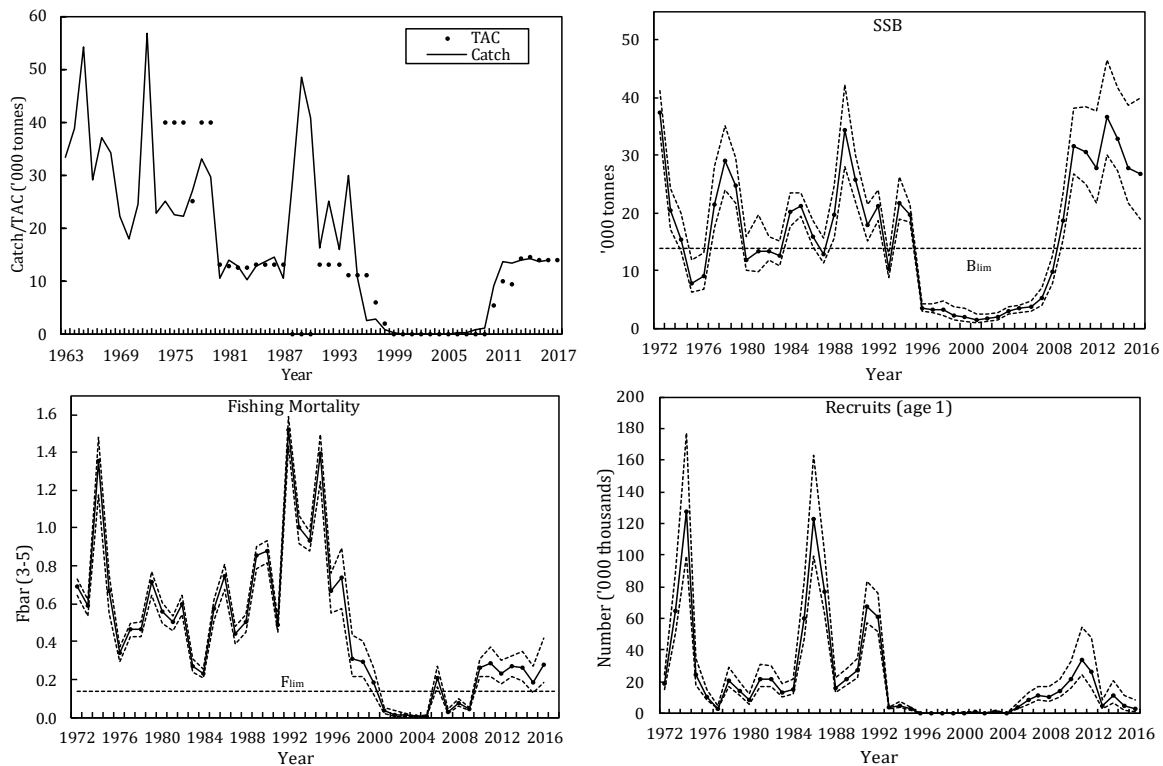 TAC
Catch
Catch/TAC ('000 tonnes)
60
50
40
30
20
10
0
1963 1969 1975 1981 1987 1993 1999 2005 2011 2017
Year
SSB
'000 tonnes
50
40
30
20
10
0
Blim
1972 1976 1980 1984 1988 1992 1996 2000 2004 2008 2012 2016
Year
Fishing Mortality
Fbar (3-5)
1.6
1.4
1.2
1.0
0.8
0.6
0.4
0.2
0.0
Flim
1972 1976 1980 1984 1988 1992 1996 2000 2004 2008 2012 2016
Year
Recruits (age 1)
Number ('000 thousands)
200
180
160
140
120
100
80
60
40
20
0
1972 1976 1980 1984 1988 1992 1996 2000 2004 2008 2012 2016
Year